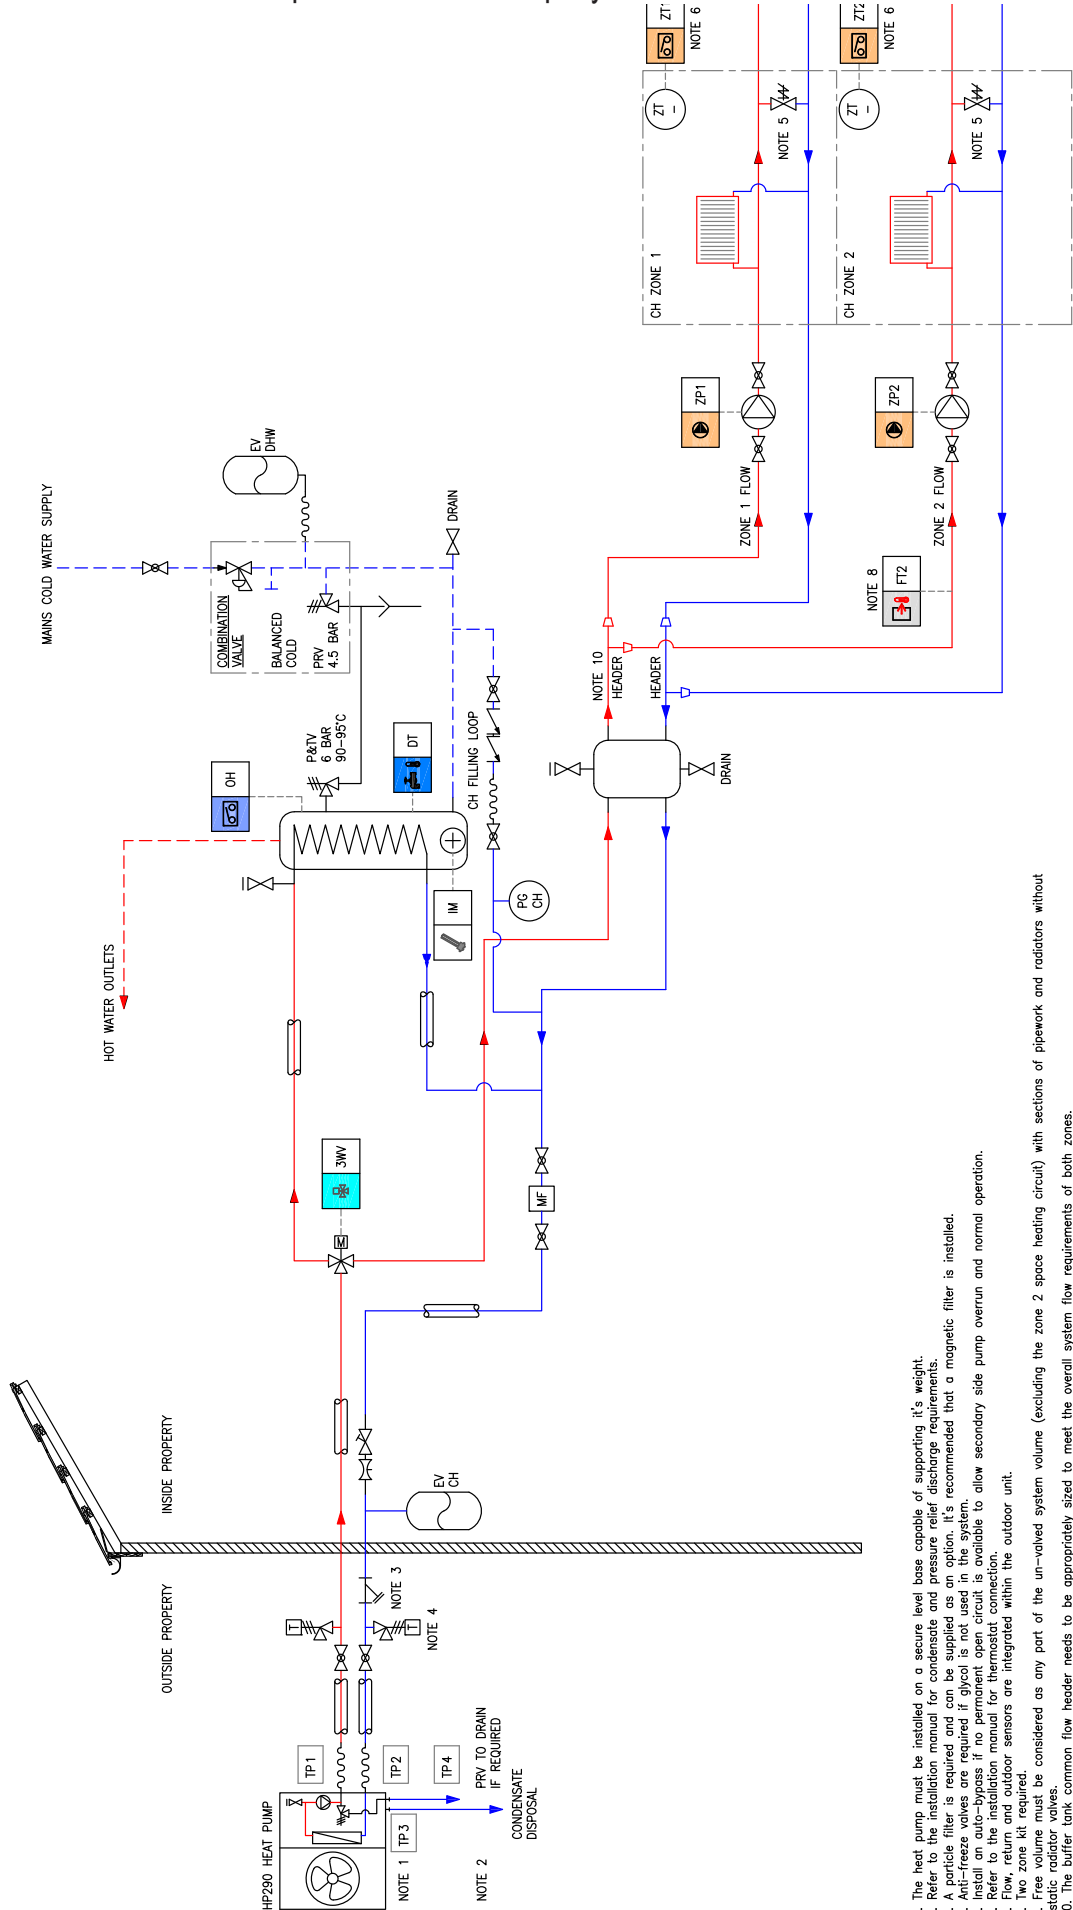 MAINS COLD WATER SUPPLY
EV
DHW
COMBINATION
VALVE
BALANCED
COLD
PRV
4.5 BAR
DRAIN
P&TV
6 BAR
90-95°C
OH
DT
CH FILLING LOOP
IM
PG
CH
HOT WATER OUTLETS
3WV
M
MF
NOTE 10
HEADER
HEADER
DRAIN
ZONE 1 FLOW
ZP1
ZONE 2 FLOW
ZP2
NOTE 8
FT2
CH ZONE 1
ZT
-
NOTE 5
ZT1
NOTE 6
CH ZONE 2
ZT
-
NOTE 5
ZT2
NOTE 6
INSIDE PROPERTY
OUTSIDE PROPERTY
EV
CH
NOTE 3
NOTE 4
T
T
TP1
TP2
TP3
TP4
HP290 HEAT PUMP
NOTE 1
NOTE 2
PRV TO DRAIN
IF REQUIRED
CONDENSATE
DISPOSAL
. The heat pump must be installed on a secure level base capable of supporting it's weight.
. Refer to the installation manual for condensate and pressure relief discharge requirements.
. A particle filter is required and can be supplied as an option. It's recommended that a magnetic filter is installed.
. Anti-freeze valves are required if glycol is not used in the system.
. Install an auto-bypass if no permanent open circuit is available to allow secondary side pump overrun and normal operation.
. Refer to the installation manual for thermostat connection.
. Flow, return and outdoor sensors are integrated within the outdoor unit.
. Two zone kit required.
. Free volume must be considered as any part of the un-valved system volume (excluding the zone 2 space heating circuit) with sections of pipework and radiators without
static radiator valves.
0. The buffer tank common flow header needs to be appropriately sized to meet the overall system flow requirements of both zones.